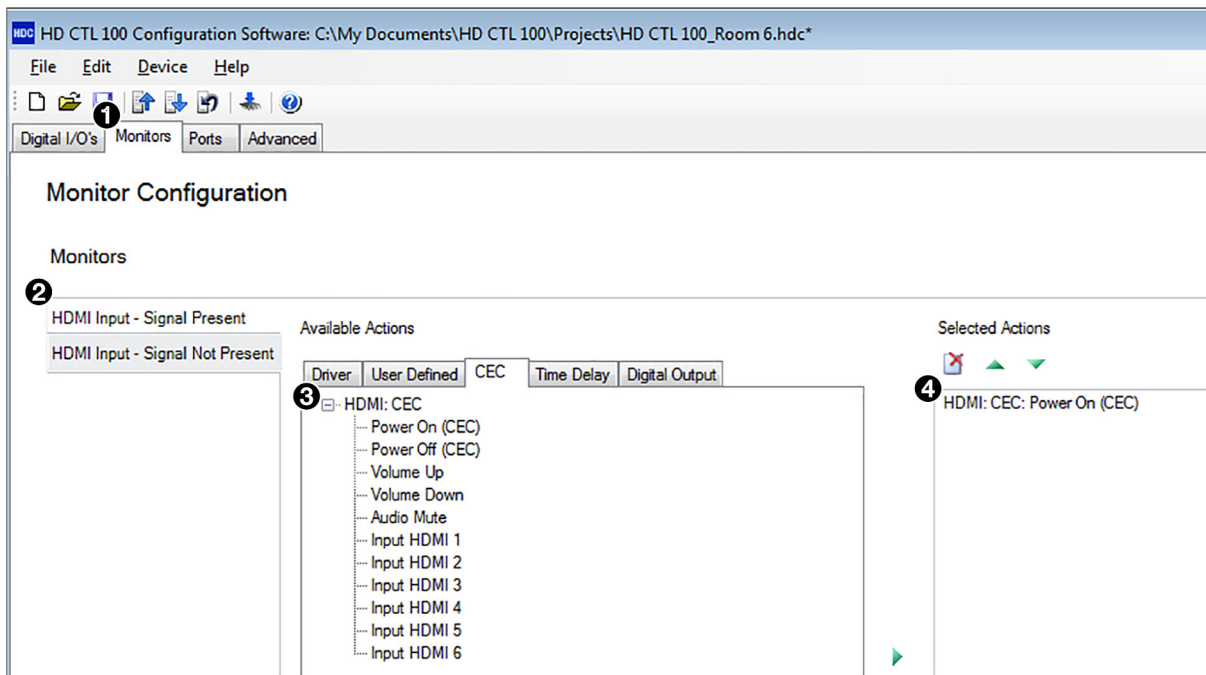 HDC HD CTL 100 Configuration Software: C:\My Documents\HD CTL 100\Projects\HD CTL 100_Room 6.hdc*
File Edit Device Help
1
Digital I/O's Monitors Ports Advanced
Monitor Configuration
Monitors
2
HDMI Input - Signal Present
HDMI Input - Signal Not Present
Available Actions
Driver User Defined CEC Time Delay Digital Output
3
HDMI: CEC
Power On (CEC)
Power Off (CEC)
Volume Up
Volume Down
Audio Mute
Input HDMI 1
Input HDMI 2
Input HDMI 3
Input HDMI 4
Input HDMI 5
Input HDMI 6
Selected Actions
4
HDMI: CEC: Power On (CEC)